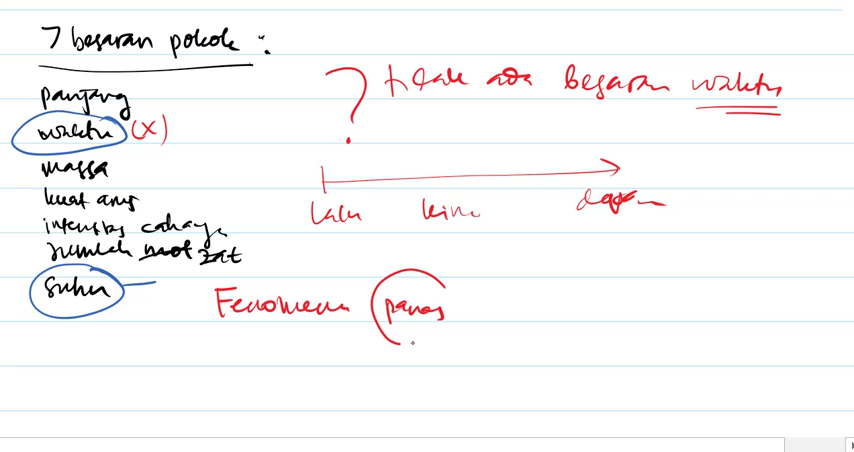 7 besaran pokok :
panjang
waktu (x)
massa
kuat arus
intensitas cahaya
Jumlah mol zat
Suhu
? tidak ada besaran waktu
lalu kini depan
Fenomena panas